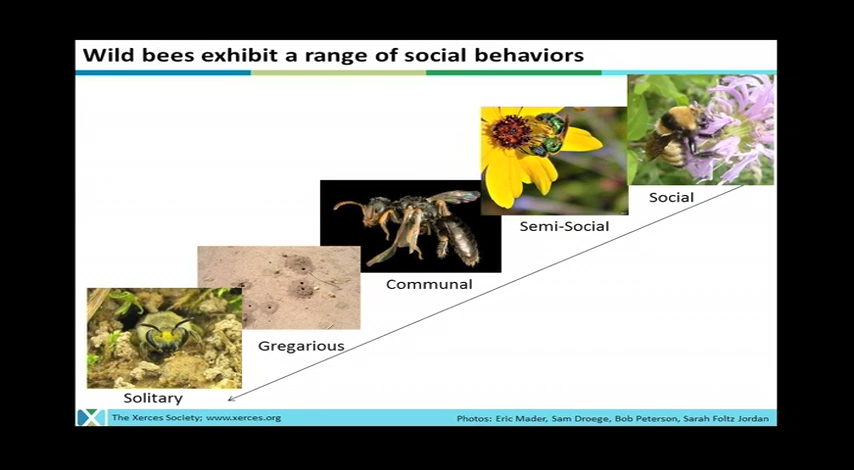 Wild bees exhibit a range of social behaviors
Social
Semi-Social
Communal
Gregarious
Solitary
The Xerces Society; www.xerces.org
Photos: Eric Mader, Sam Droege, Bob Peterson, Sarah Foltz Jordan